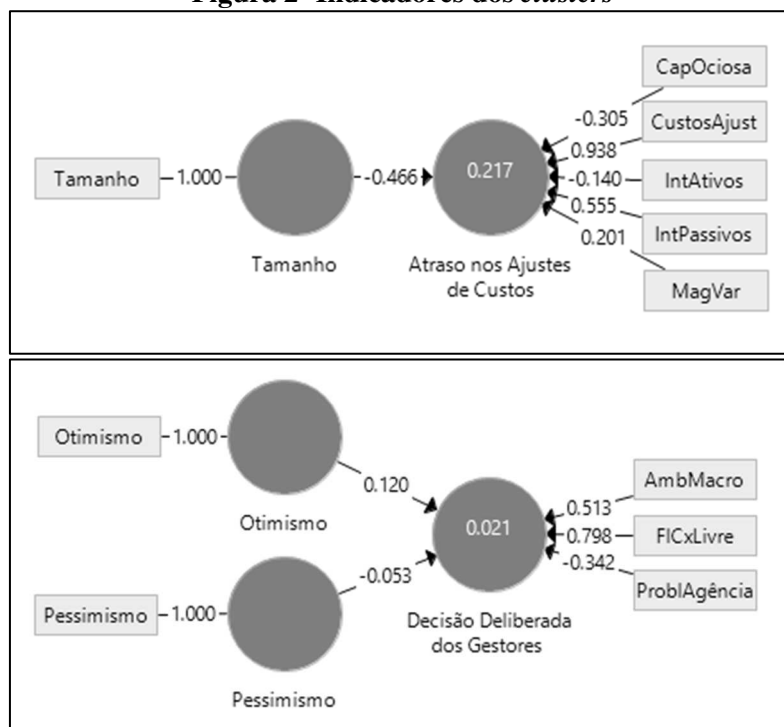 Figura 2- Indicadores dos clusters
CapOciosa
-0.305
CustosAjust
0.938
Tamanho
1.000
-0.466
0.217
-0.140
IntAtivos
0.555
IntPassivos
0.201
MagVar
Tamanho
Atraso nos Ajustes
de Custos
Otimismo
1.000
0.120
Otimismo
AmbMacro
0.513
0.021
0.798
FlCxLivre
-0.342
ProblAgência
Pessimismo
1.000
-0.053
Decisão Deliberada
dos Gestores
Pessimismo